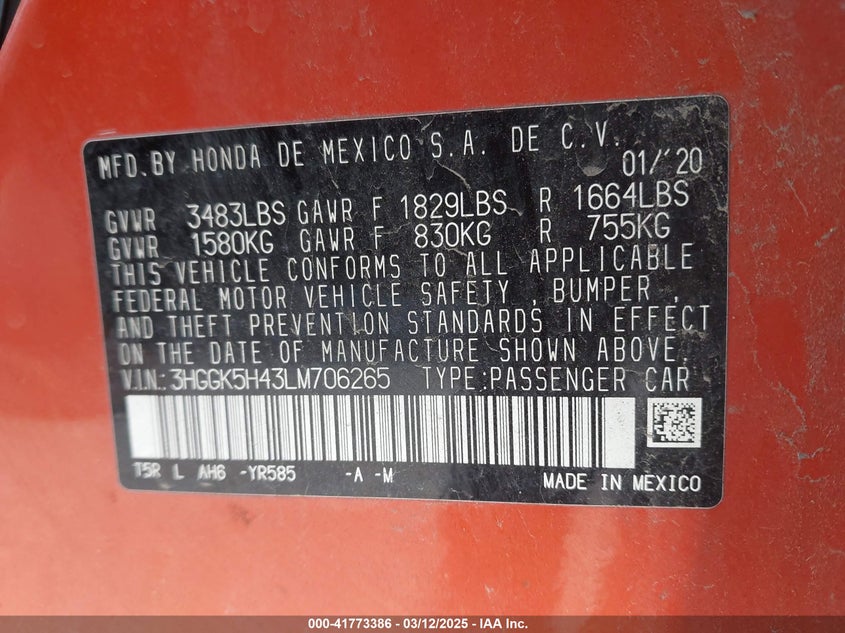 MFD.BY HONDA DE MEXICO S.A. DE C.V.
01/'20
GVWR 3483LBS GAWR F 1829LBS R 1664LBS
GVWR 1580KG GAWR F 830KG R 755KG
THIS VEHICLE CONFORMS TO ALL APPLICABLE
FEDERAL MOTOR VEHICLE SAFETY , BUMPER ,
AND THEFT PREVENTION STANDARDS IN EFFECT
ON THE DATE OF MANUFACTURE SHOWN ABOVE.
V.I.N.: 3HGGK5H43LM706265 TYPE:PASSENGER CAR
T5R L AH6 -YR585 -A -M MADE IN MEXICO
000-41773386 - 03/12/2025 - IAA Inc.